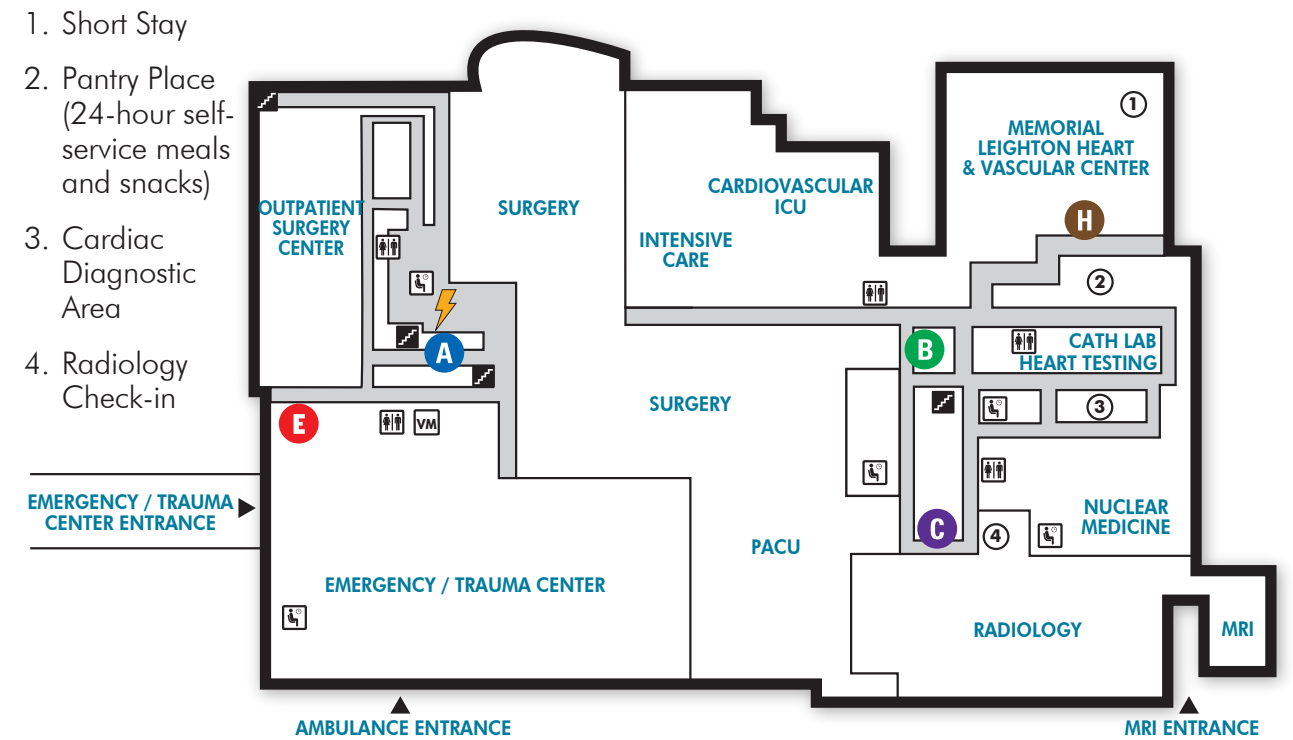 1. Short Stay
2. Pantry Place
(24-hour self-
service meals
and snacks)
3. Cardiac
Diagnostic
Area
4. Radiology
Check-in
1
MEMORIAL
LEIGHTON HEART
& VASCULAR CENTER
H
CARDIOVASCULAR
ICU
SURGERY
OUTPATIENT
SURGERY
CENTER
INTENSIVE
CARE
2
A
B
CATH LAB
HEART TESTING
SURGERY
3
E
VM
EMERGENCY / TRAUMA
CENTER ENTRANCE
NUCLEAR
MEDICINE
C
4
PACU
EMERGENCY / TRAUMA CENTER
RADIOLOGY
MRI
AMBULANCE ENTRANCE
MRI ENTRANCE